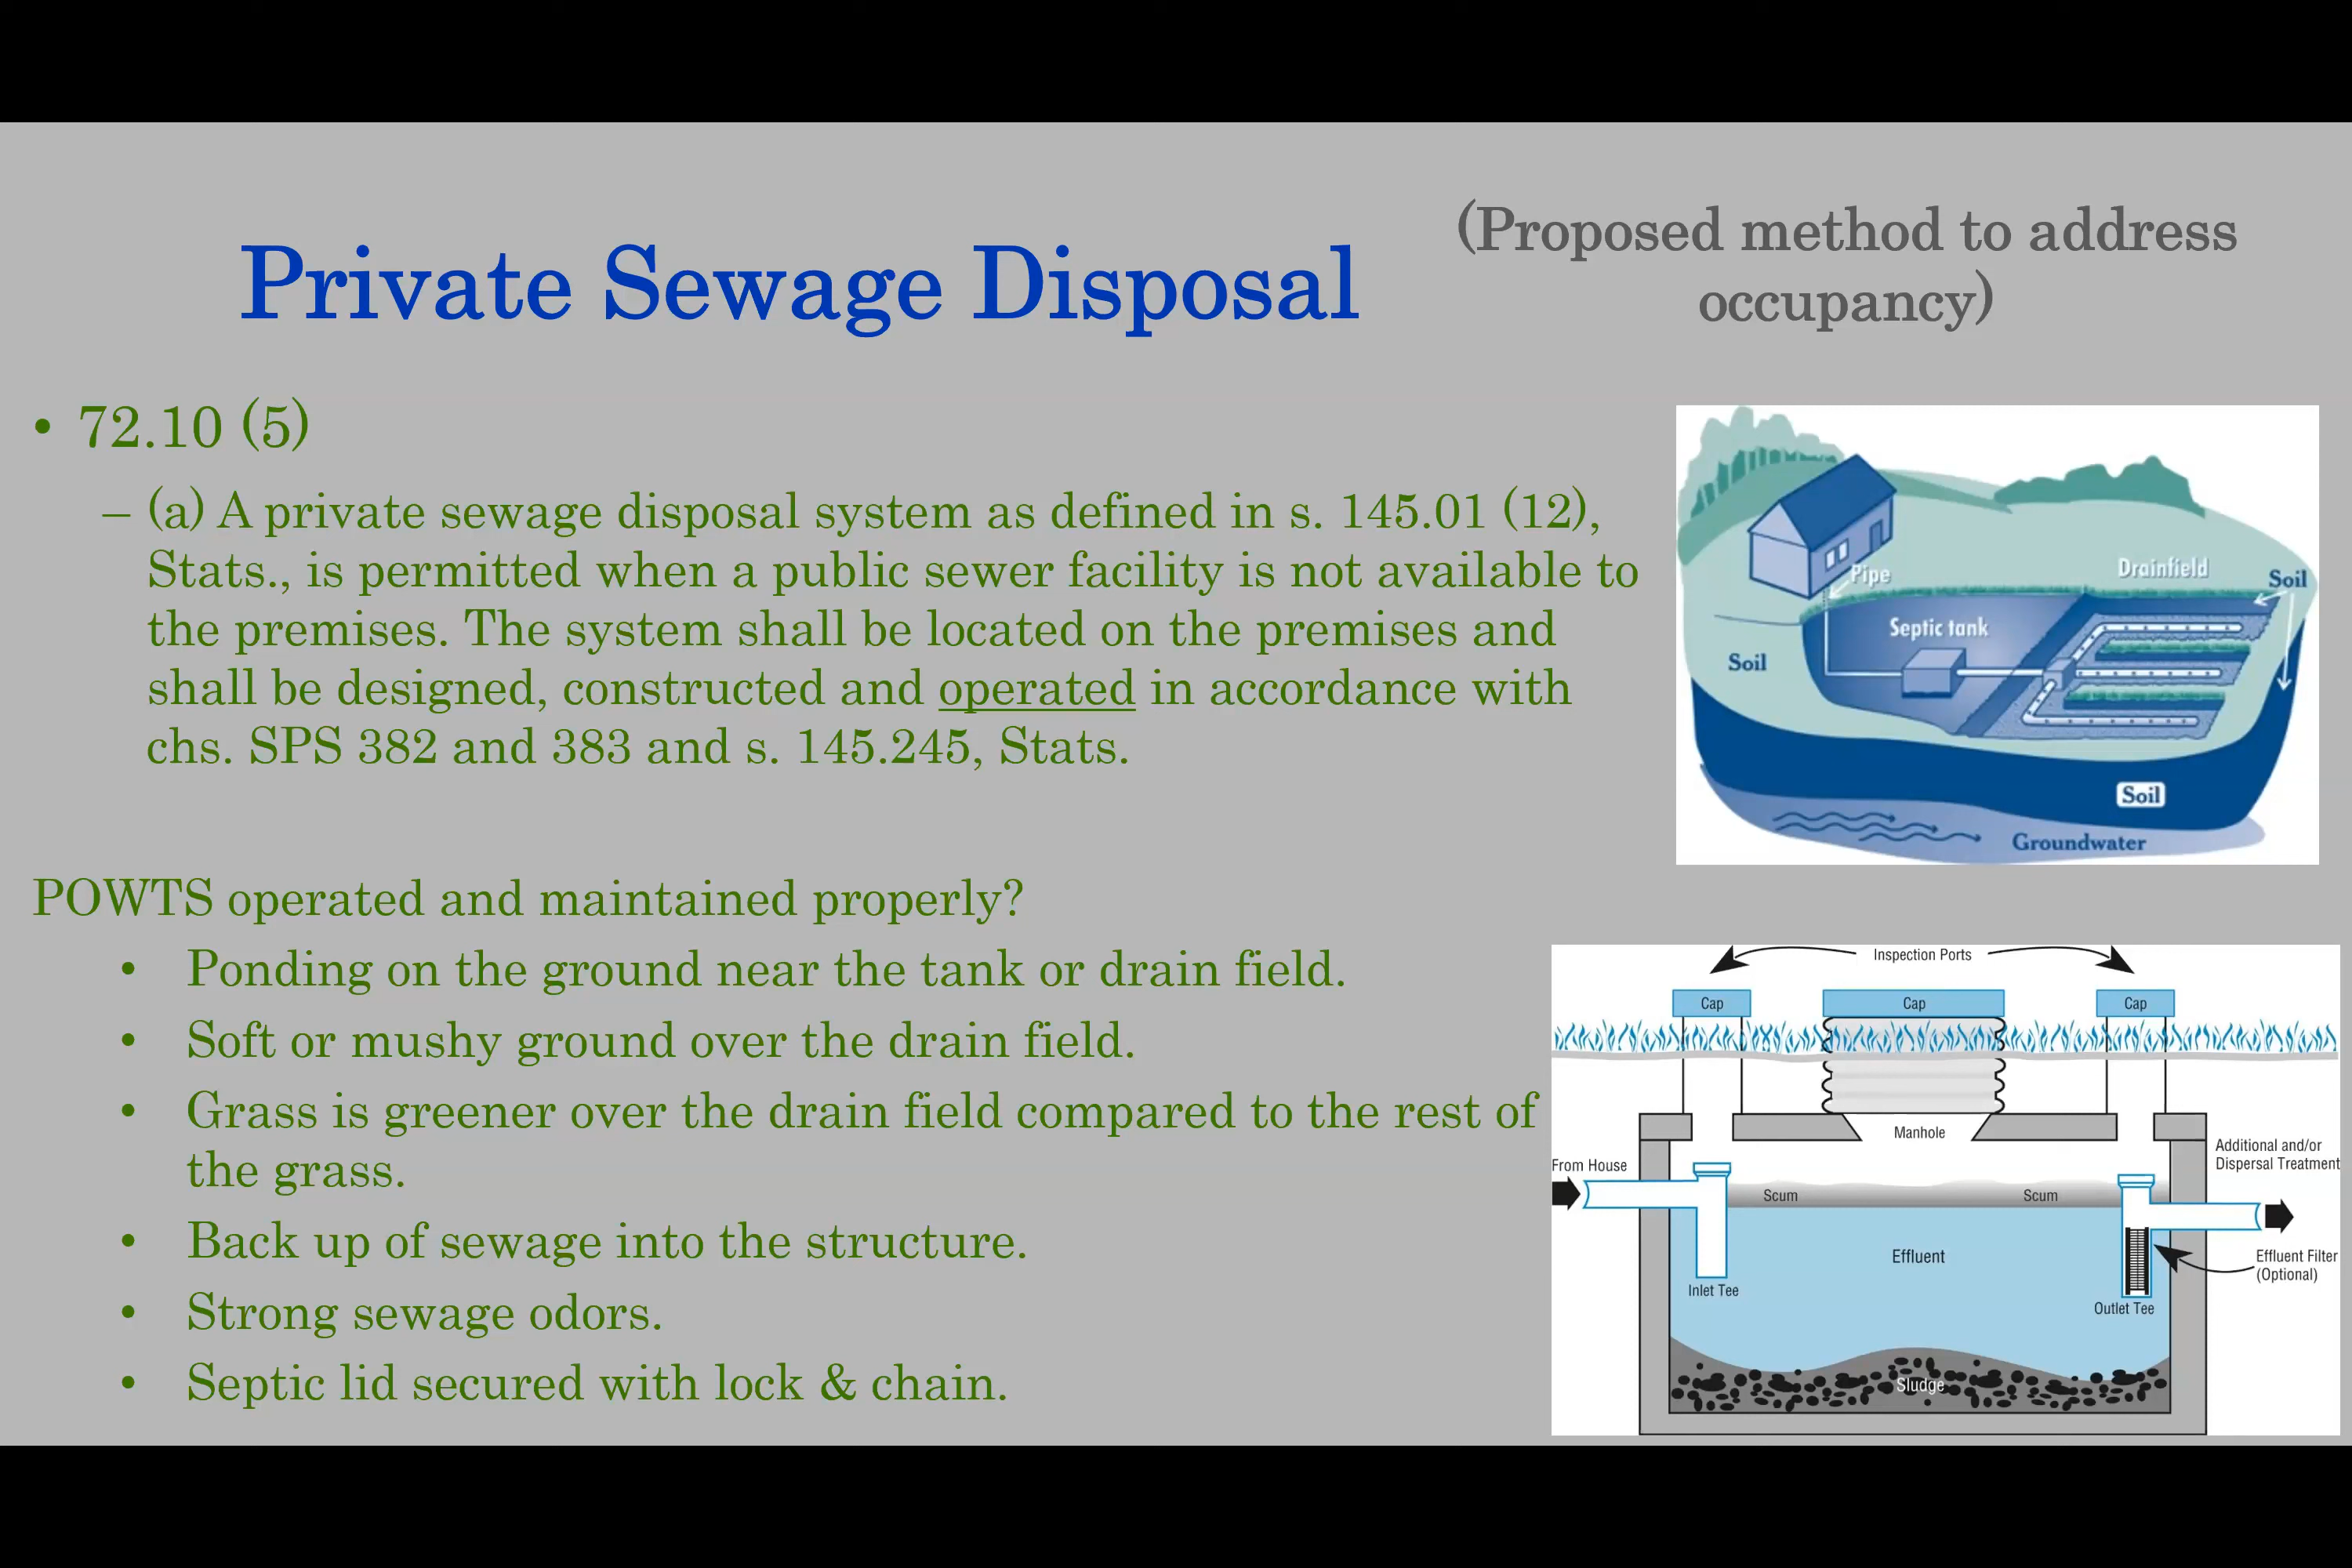 Private Sewage Disposal
(Proposed method to address
occupancy)
• 72.10 (5)
– (a) A private sewage disposal system as defined in s. 145.01 (12),
Stats., is permitted when a public sewer facility is not available to
the premises. The system shall be located on the premises and
shall be designed, constructed and operated in accordance with
chs. SPS 382 and 383 and s. 145.245, Stats.
POWTS operated and maintained properly?
• Ponding on the ground near the tank or drain field.
• Soft or mushy ground over the drain field.
• Grass is greener over the drain field compared to the rest of
the grass.
• Back up of sewage into the structure.
• Strong sewage odors.
• Septic lid secured with lock & chain.
Pipe
Drainfield
Soil
Septic tank
Soil
Soil
Groundwater
Inspection Ports
Cap
Cap
Cap
Manhole
From House
Additional and/or
Dispersal Treatment
Scum
Scum
Effluent
Effluent Filter
(Optional)
Inlet Tee
Outlet Tee
Sludge